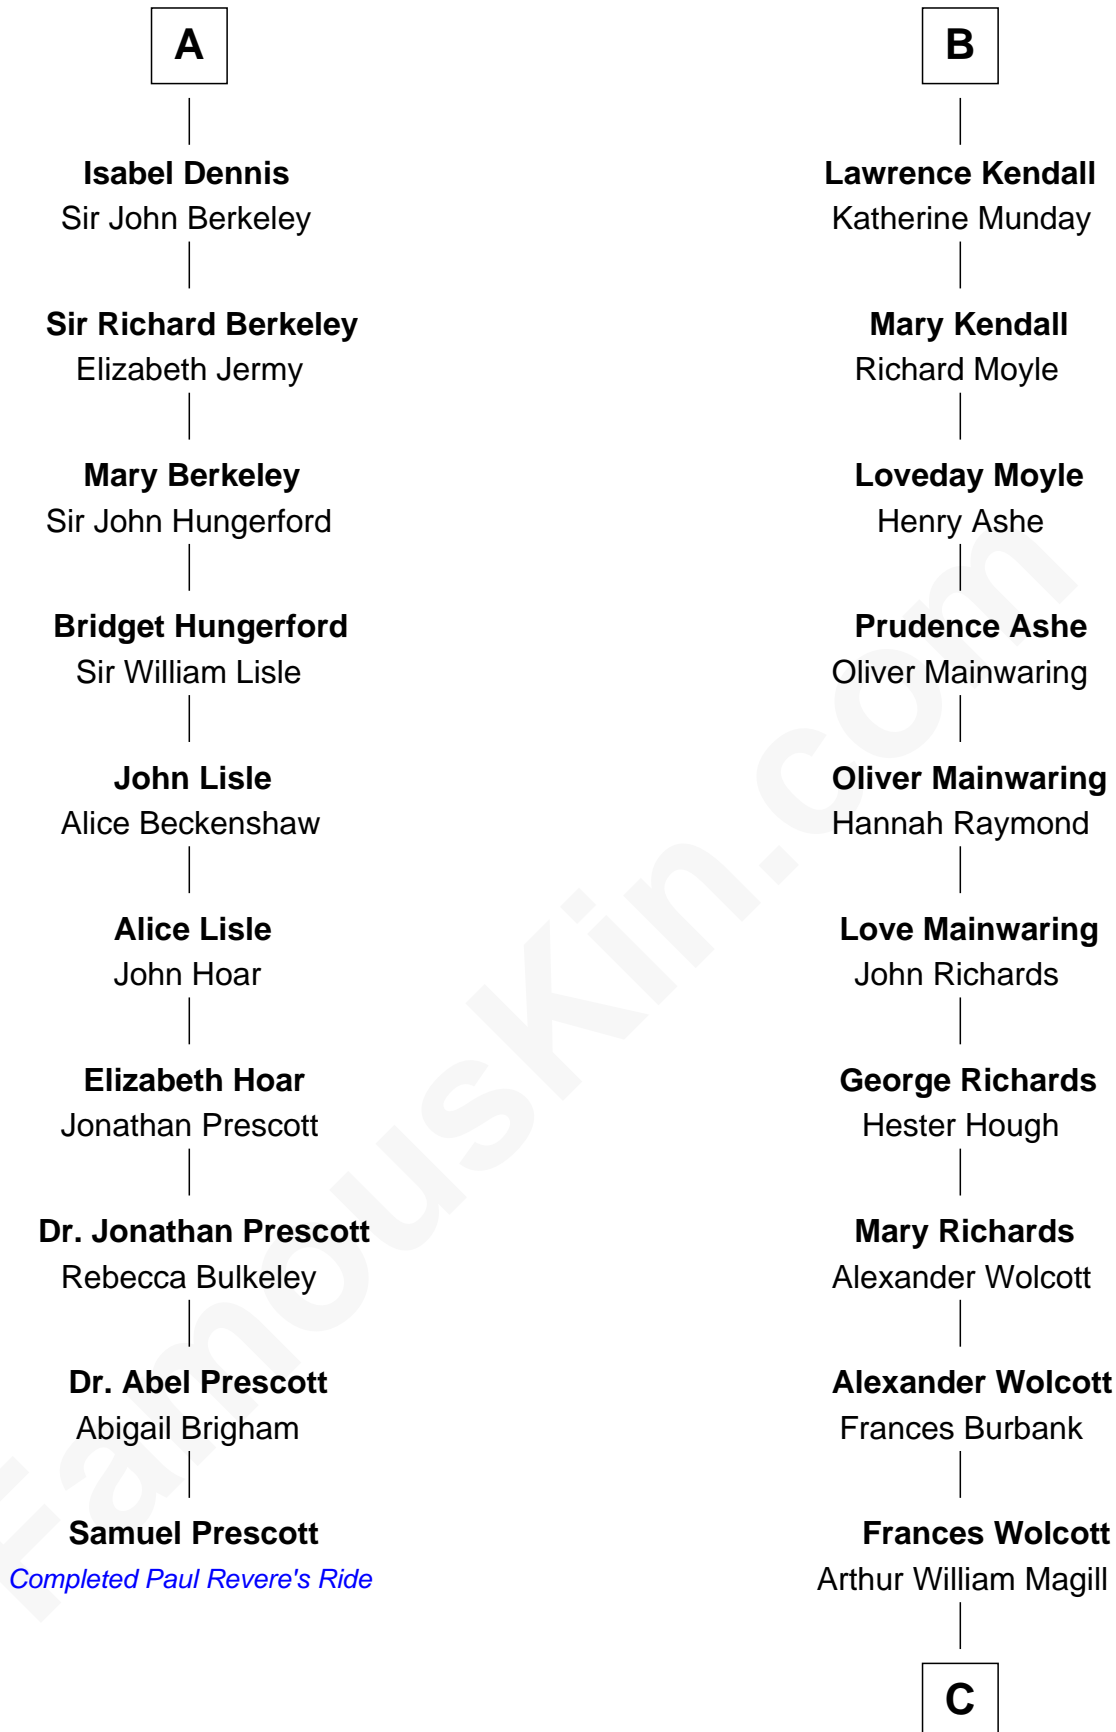 A
Isabel Dennis
Sir John Berkeley
Sir Richard Berkeley
Elizabeth Jermy
Mary Berkeley
Sir John Hungerford
Bridget Hungerford
Sir William Lisle
John Lisle
Alice Beckenshaw
Alice Lisle
John Hoar
Elizabeth Hoar
Jonathan Prescott
Dr. Jonathan Prescott
Rebecca Bulkeley
Dr. Abel Prescott
Abigail Brigham
Samuel Prescott
Completed Paul Revere's Ride
B
Lawrence Kendall
Katherine Munday
Mary Kendall
Richard Moyle
Loveday Moyle
Henry Ashe
Prudence Ashe
Oliver Mainwaring
Oliver Mainwaring
Hannah Raymond
Love Mainwaring
John Richards
George Richards
Hester Hough
Mary Richards
Alexander Wolcott
Alexander Wolcott
Frances Burbank
Frances Wolcott
Arthur William Magill
C
FamousKin.com